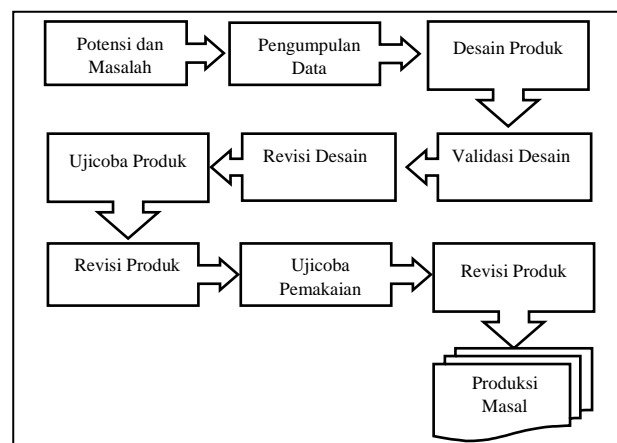 Potensi dan
Masalah
Pengumpulan
Data
Desain Produk
Ujicoba Produk
Revisi Desain
Validasi Desain
Revisi Produk
Ujicoba
Pemakaian
Revisi Produk
Produksi
Masal